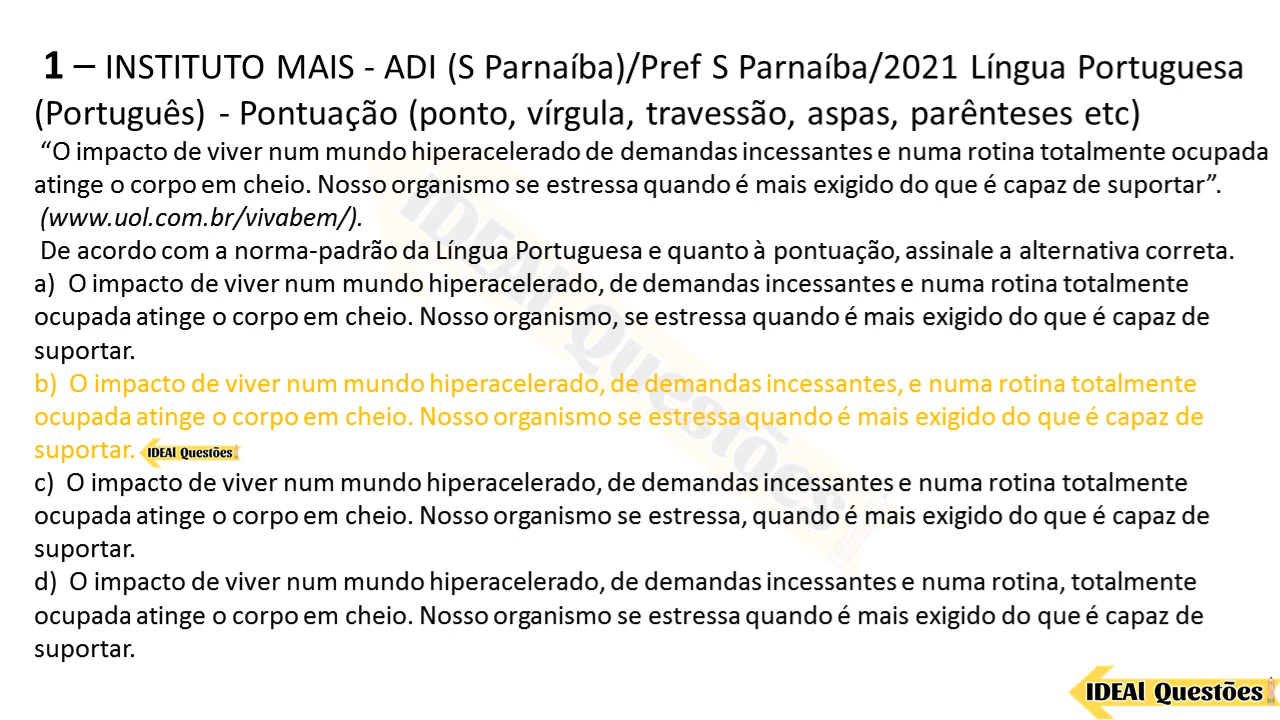 1 – INSTITUTO MAIS - ADI (S Parnaíba)/Pref S Parnaíba/2021 Língua Portuguesa
(Português) - Pontuação (ponto, vírgula, travessão, aspas, parênteses etc)
“O impacto de viver num mundo hiperacelerado de demandas incessantes e numa rotina totalmente ocupada
atinge o corpo em cheio. Nosso organismo se estressa quando é mais exigido do que é capaz de suportar”.
(www.uol.com.br/vivabem/).
De acordo com a norma-padrão da Língua Portuguesa e quanto à pontuação, assinale a alternativa correta.
a) O impacto de viver num mundo hiperacelerado, de demandas incessantes e numa rotina totalmente
ocupada atinge o corpo em cheio. Nosso organismo, se estressa quando é mais exigido do que é capaz de
suportar.
b) O impacto de viver num mundo hiperacelerado, de demandas incessantes, e numa rotina totalmente
ocupada atinge o corpo em cheio. Nosso organismo se estressa quando é mais exigido do que é capaz de
suportar. IDEAl Questões
c) O impacto de viver num mundo hiperacelerado, de demandas incessantes e numa rotina totalmente
ocupada atinge o corpo em cheio. Nosso organismo se estressa, quando é mais exigido do que é capaz de
suportar.
d) O impacto de viver num mundo hiperacelerado, de demandas incessantes e numa rotina, totalmente
ocupada atinge o corpo em cheio. Nosso organismo se estressa quando é mais exigido do que é capaz de
suportar.
IDEAl Questões
IDEAl Questões